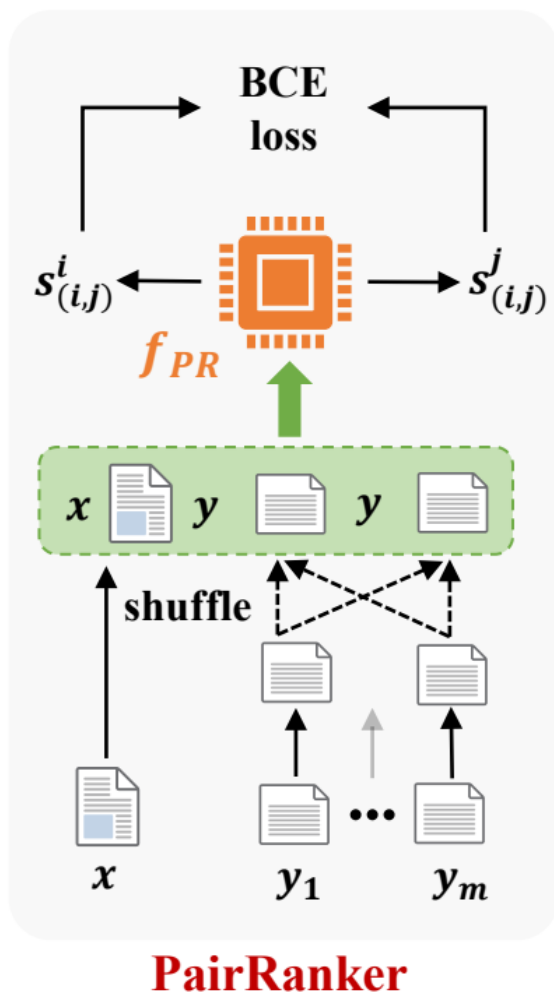 BCE
loss
s^i_(i,j) s^j_(i,j)
f_PR
x y y
shuffle
•••
x y_1 y_m
PairRanker